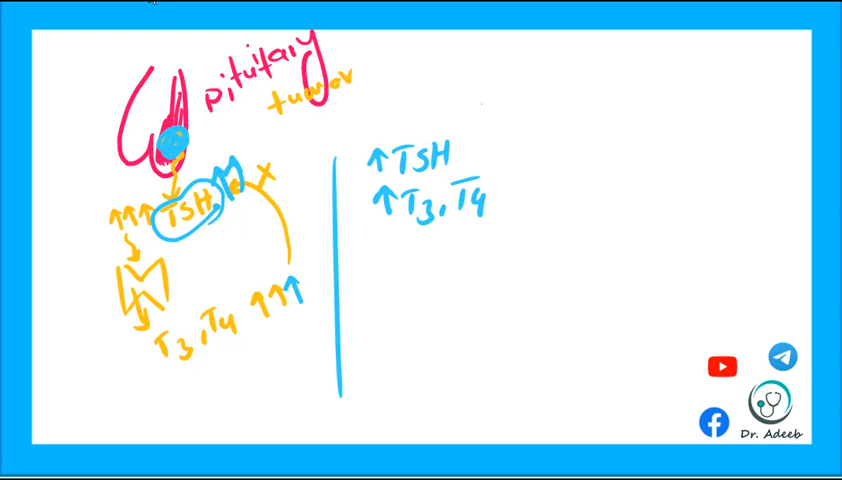 pituitary
tumor
↑↑↑ TSH ↑↑ x
T3, T4 ↑↑↑
↑ TSH
↑ T3, T4
Dr. Adeeb